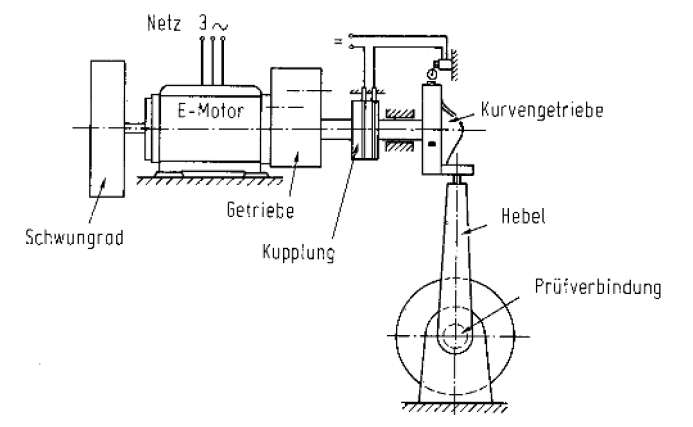 Netz 3 ~
=
E-Motor
Kurvengetriebe
Getriebe
Hebel
Schwungrad
Kupplung
Prüfverbindung